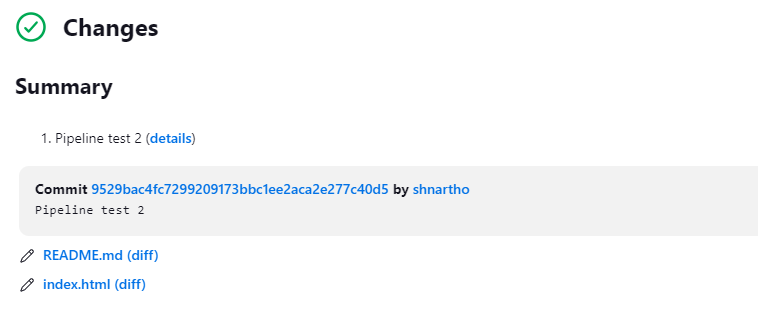 Changes
Summary
1. Pipeline test 2 (details)
Commit 9529bac4fc7299209173bbc1ee2aca2e277c40d5 by shnartho
Pipeline test 2
README.md (diff)
index.html (diff)